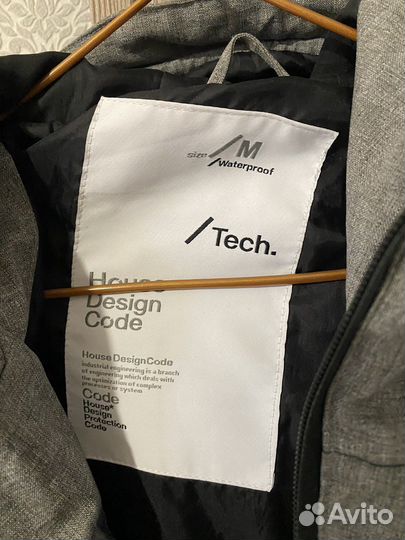 size /M
/Waterproof
/Tech.
House
Design
Code
House DesignCode
industrial engineering is a branch
of engineering which deals with
the optimization of complex
processes or system
Code
House*
Design
Protection
Code
Avito